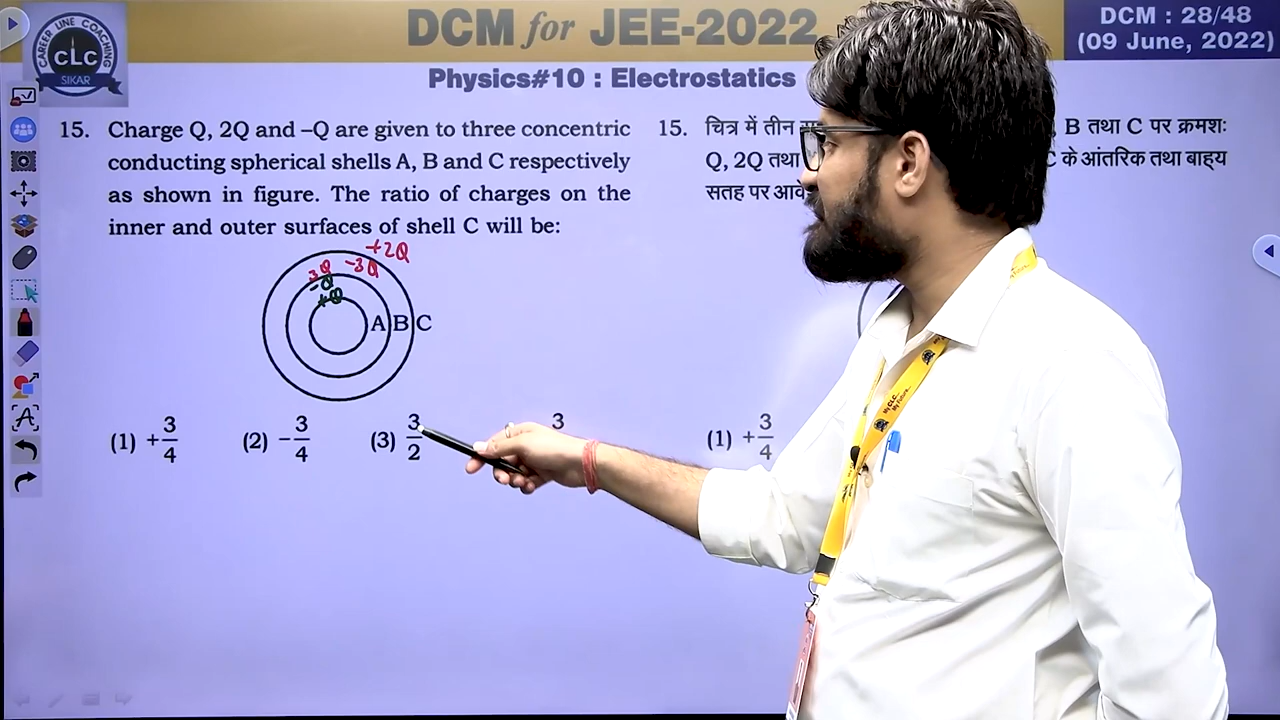 DCM for JEE-2022
DCM : 28/48
(09 June, 2022)
CAREER LINE COACHING
CLC
SIKAR
Physics#10 : Electrostatics
15. Charge Q, 2Q and –Q are given to three concentric
conducting spherical shells A, B and C respectively
as shown in figure. The ratio of charges on the
inner and outer surfaces of shell C will be:
+2Q
-3Q
3Q
-Q
+Q
A B C
(1) +3/4 (2) −3/4 (3) 3/2 3
15. चित्र में तीन B तथा C पर क्रमशः
Q, 2Q तथा C के आंतरिक तथा बाह्य
सतह पर
(1) +3/4
My CLC..
My Future...